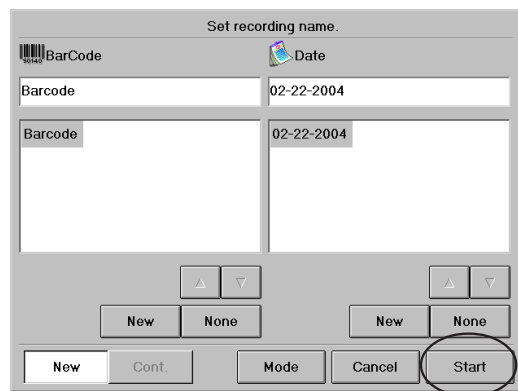 Set recording name.
90140 BarCode Date
Barcode 02-22-2004
Barcode 02-22-2004
New None New None
New Cont. Mode Cancel Start